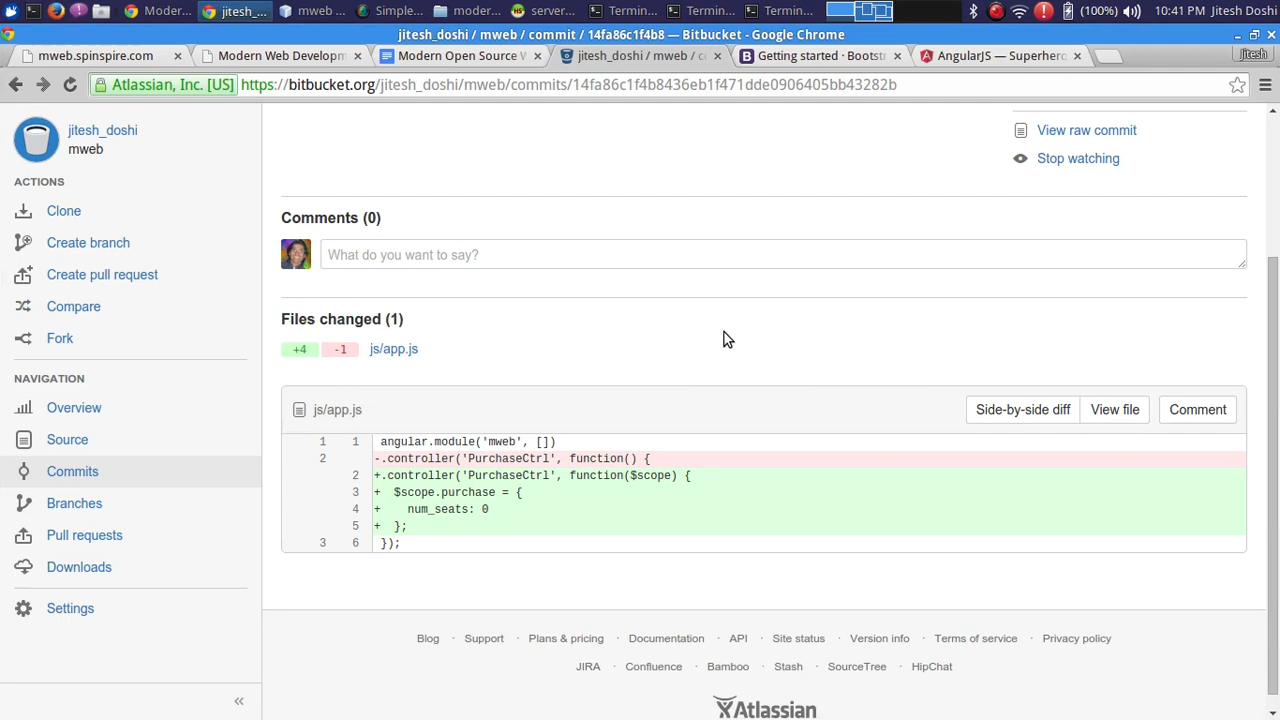 Moder...
jitesh_...
mweb ...
Simple...
moder...
server...
Termin...
Termin...
Termin...
(100%)
10:41 PM Jitesh Doshi
jitesh_doshi / mweb / commit / 14fa86c1f4b8 — Bitbucket - Google Chrome
mweb.spinspire.com
Modern Web Developm
Modern Open Source W
jitesh_doshi / mweb / c
Getting started · Bootst
AngularJS — Superhero
Jitesh
Atlassian, Inc. [US] https://bitbucket.org/jitesh_doshi/mweb/commits/14fa86c1f4b8436eb1f471dde0906405bb43282b
jitesh_doshi
mweb
ACTIONS
Clone
Create branch
Create pull request
Compare
Fork
NAVIGATION
Overview
Source
Commits
Branches
Pull requests
Downloads
Settings
«
View raw commit
Stop watching
Comments (0)
What do you want to say?
Files changed (1)
+4 -1 js/app.js
js/app.js
Side-by-side diff View file Comment
1 1 angular.module('mweb', [])
2 -.controller('PurchaseCtrl', function() {
2 +.controller('PurchaseCtrl', function($scope) {
3 + $scope.purchase = {
4 + num_seats: 0
5 + };
3 6 });
Blog · Support · Plans & pricing · Documentation · API · Site status · Version info · Terms of service · Privacy policy
JIRA · Confluence · Bamboo · Stash · SourceTree · HipChat
Atlassian